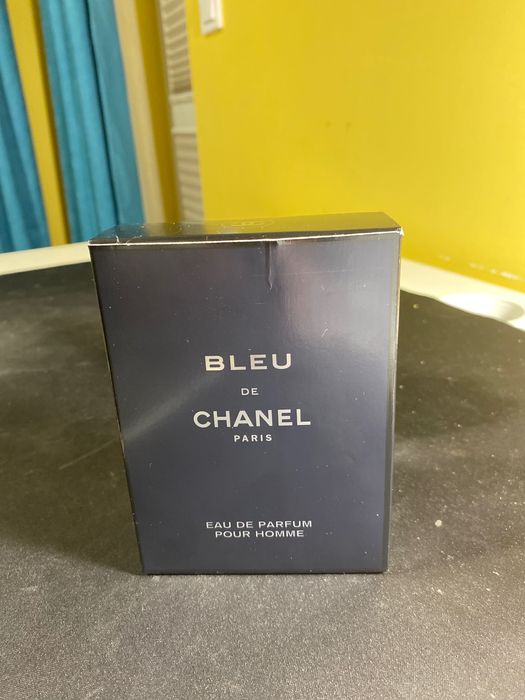 BLEU
DE
CHANEL
PARIS
EAU DE PARFUM
POUR HOMME